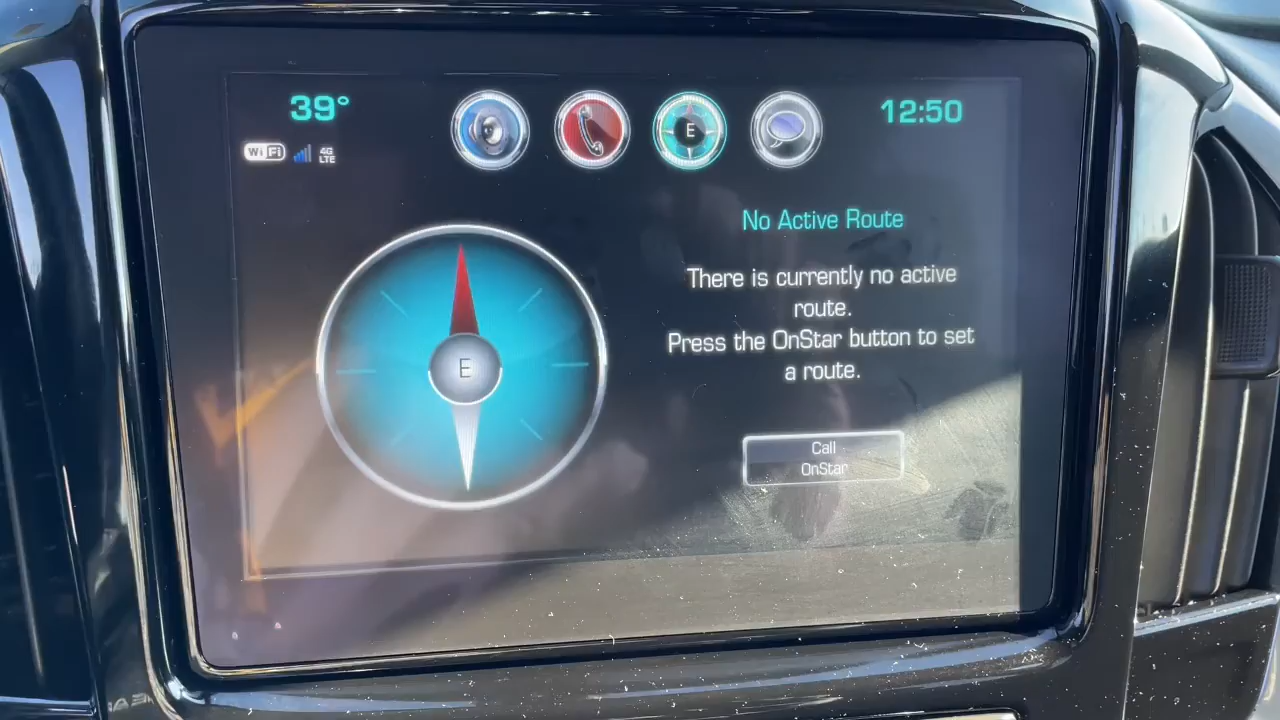 39°
12:50
WiFi
4G
LTE
E
No Active Route
There is currently no active
route.
Press the OnStar button to set
a route.
E
Call
OnStar